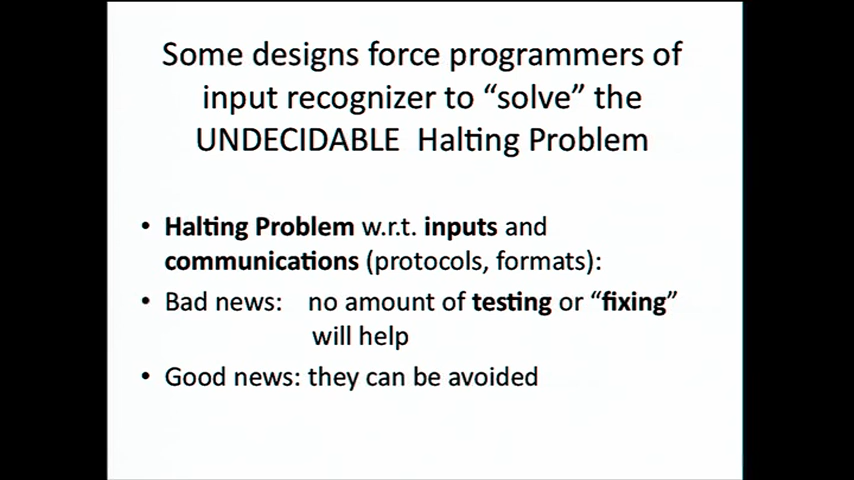 Some designs force programmers of
input recognizer to “solve” the
UNDECIDABLE Halting Problem
• Halting Problem w.r.t. inputs and
communications (protocols, formats):
• Bad news: no amount of testing or “fixing”
will help
• Good news: they can be avoided